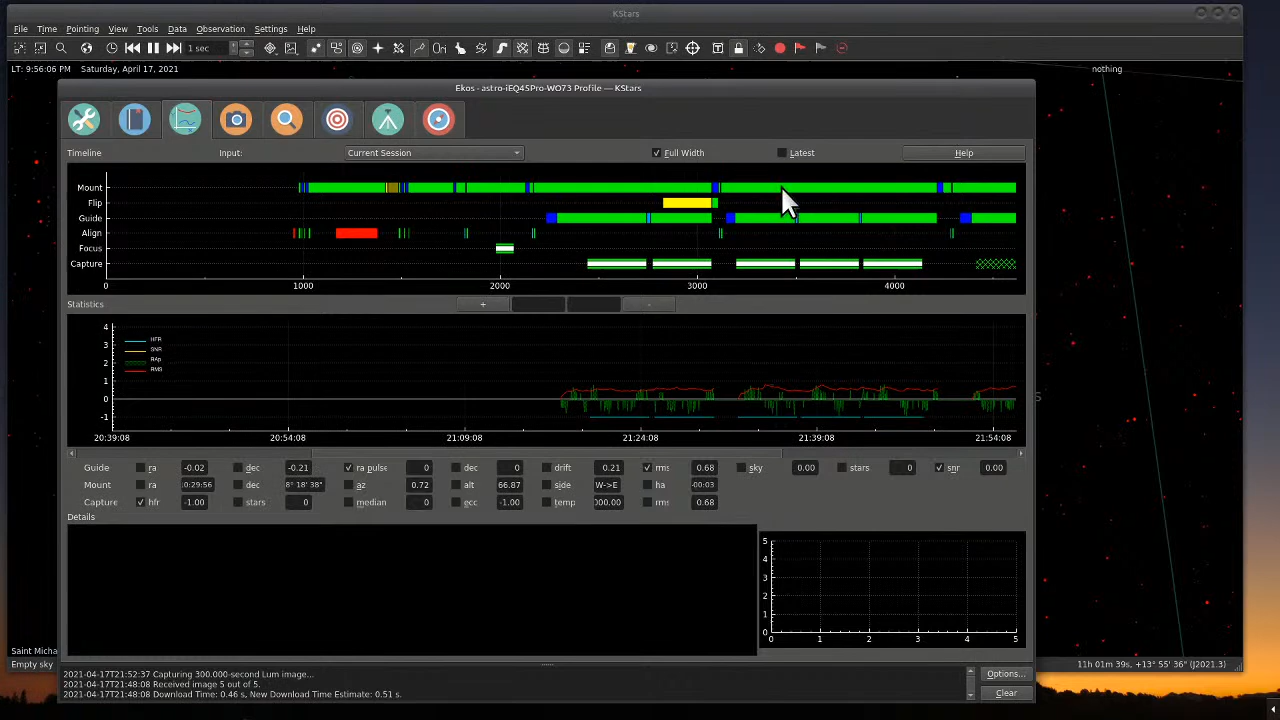 KStars
File Time Pointing View Tools Data Observation Settings Help
1 sec
LT: 9:56:06 PM Saturday, April 17, 2021
nothing
Ekos - astro-iEQ45Pro-WO73 Profile — KStars
Timeline Input: Current Session Full Width Latest Help
Mount
Flip
Guide
Align
Focus
Capture
0 1000 2000 3000 4000
Statistics + -
4
3
2
1
0
-1
HFR
SNR
RAp
RMS
20:39:08 20:54:08 21:09:08 21:24:08 21:39:08 21:54:08
Guide ra -0.02 dec -0.21 ra pulse 0 dec 0 drift 0.21 rms 0.68 sky 0.00 stars 0 snr 0.00
Mount ra :0:29:56 dec 8° 18' 38" az 0.72 alt 66.87 side W->E ha -00:03
Capture hfr -1.00 stars 0 median 0 ecc -1.00 temp 000.00 rms 0.68
Details
5
4
3
2
1
0
0 1 2 3 4 5
2021-04-17T21:52:37 Capturing 300.000-second Lum image...
2021-04-17T21:48:08 Received image 5 out of 5.
2021-04-17T21:48:08 Download Time: 0.46 s, New Download Time Estimate: 0.51 s.
Options...
Clear
Saint Micha
Empty sky
11h 01m 39s, +13° 55' 36" (J2021.3)